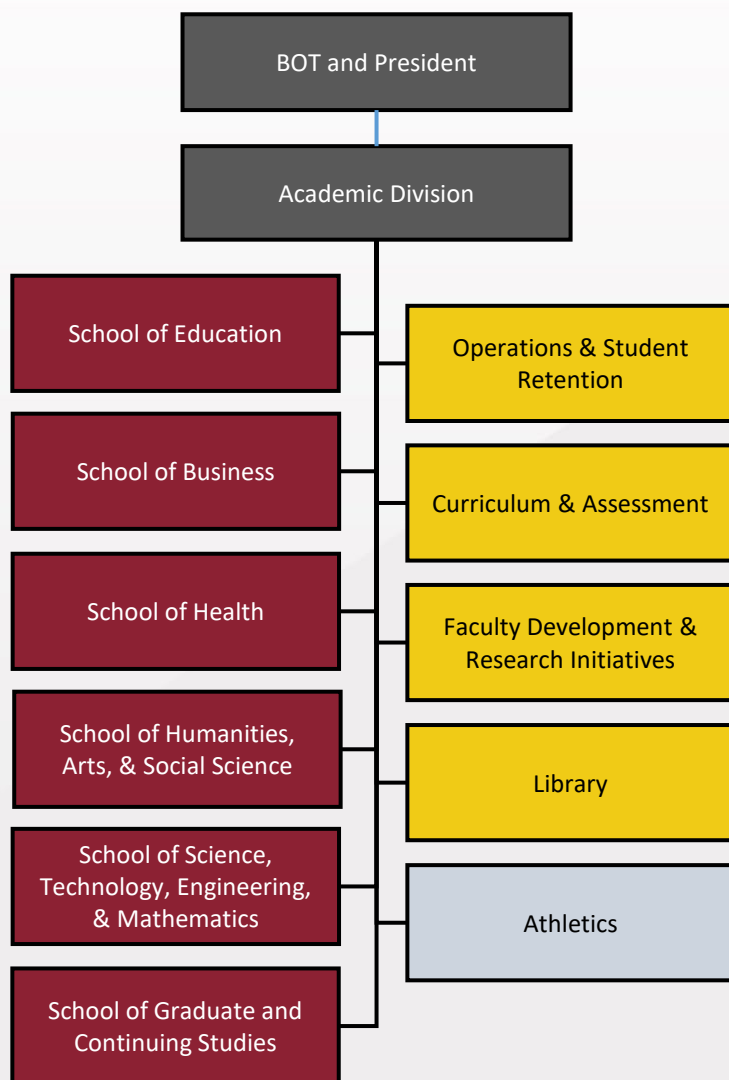 BOT and President
Academic Division
School of Education
School of Business
School of Health
School of Humanities,
Arts, & Social Science
School of Science,
Technology, Engineering,
& Mathematics
School of Graduate and
Continuing Studies
Operations & Student
Retention
Curriculum & Assessment
Faculty Development &
Research Initiatives
Library
Athletics